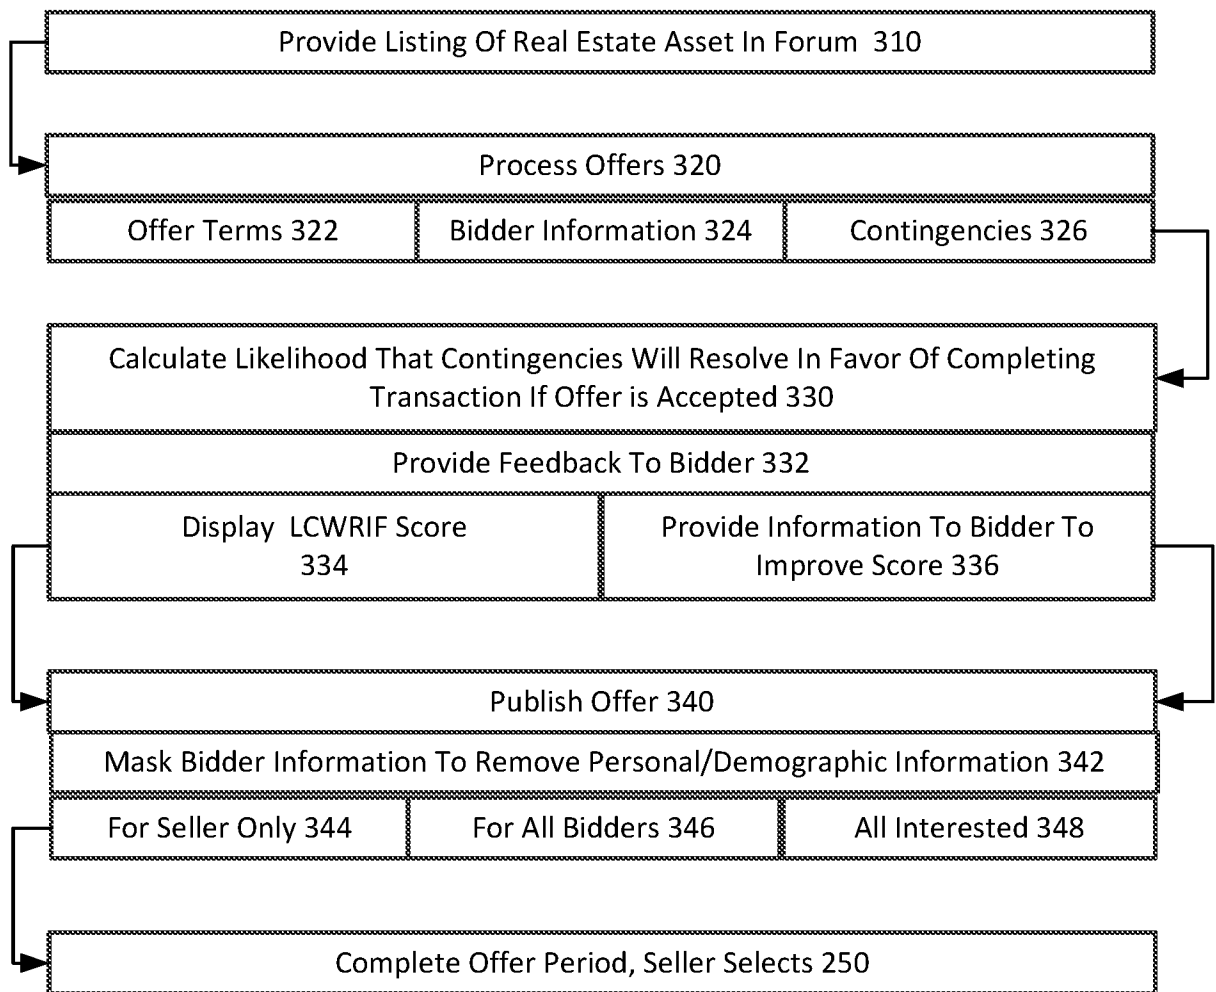 Provide Listing Of Real Estate Asset In Forum 310
Process Offers 320
Offer Terms 322
Bidder Information 324
Contingencies 326
Calculate Likelihood That Contingencies Will Resolve In Favor Of Completing
Transaction If Offer is Accepted 330
Provide Feedback To Bidder 332
Display LCWRIF Score
334
Provide Information To Bidder To
Improve Score 336
Publish Offer 340
Mask Bidder Information To Remove Personal/Demographic Information 342
For Seller Only 344
For All Bidders 346
All Interested 348
Complete Offer Period, Seller Selects 250